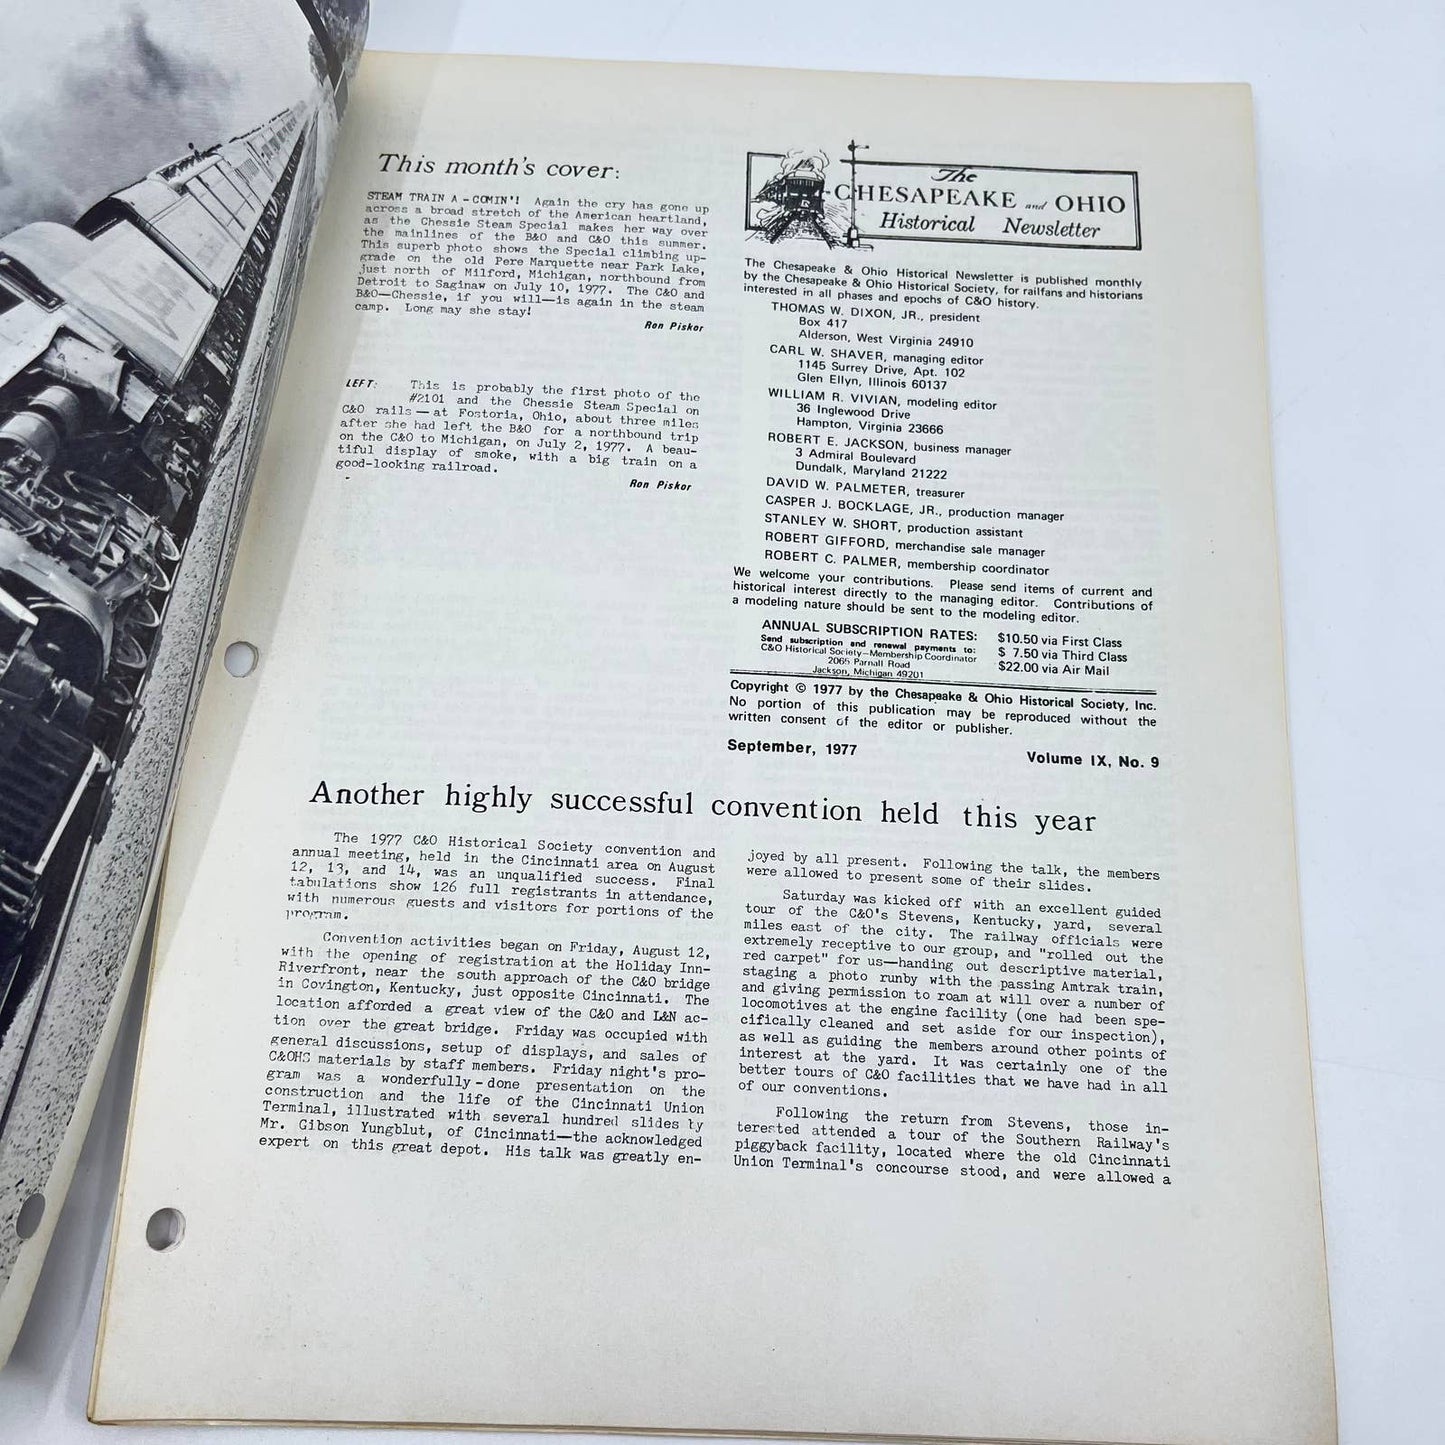 This month's cover:
STEAM TRAIN A-COMIN'! Again the cry has gone up
across a broad stretch of the American heartland,
as the Chessie Steam Special makes her way over
the mainlines of the B&O and C&O this summer.
This superb photo shows the Special climbing up-
grade on the old Pere Marquette near Park Lake,
just north of Milford, Michigan, northbound from
Detroit to Saginaw on July 10, 1977. The C&O and
B&O—Chessie, if you will—is again in the steam
camp. Long may she stay!
Ron Piskor
LEFT: This is probably the first photo of the
#2101 and the Chessie Steam Special on
C&O rails—at Fostoria, Ohio, about three miles
after she had left the B&O for a northbound trip
on the C&O to Michigan, on July 2, 1977. A beau-
tiful display of smoke, with a big train on a
good-looking railroad.
Ron Piskor
The
CHESAPEAKE and OHIO
Historical Newsletter
The Chesapeake & Ohio Historical Newsletter is published monthly
by the Chesapeake & Ohio Historical Society, for railfans and historians
interested in all phases and epochs of C&O history.
THOMAS W. DIXON, JR., president
Box 417
Alderson, West Virginia 24910
CARL W. SHAVER, managing editor
1145 Surrey Drive, Apt. 102
Glen Ellyn, Illinois 60137
WILLIAM R. VIVIAN, modeling editor
36 Inglewood Drive
Hampton, Virginia 23666
ROBERT E. JACKSON, business manager
3 Admiral Boulevard
Dundalk, Maryland 21222
DAVID W. PALMETER, treasurer
CASPER J. BOCKLAGE, JR., production manager
STANLEY W. SHORT, production assistant
ROBERT GIFFORD, merchandise sale manager
ROBERT C. PALMER, membership coordinator
We welcome your contributions. Please send items of current and
historical interest directly to the managing editor. Contributions of
a modeling nature should be sent to the modeling editor.
ANNUAL SUBSCRIPTION RATES: $10.50 via First Class
Send subscription and renewal payments to: $ 7.50 via Third Class
C&O Historical Society—Membership Coordinator $22.00 via Air Mail
2065 Parnall Road
Jackson, Michigan 49201
Copyright © 1977 by the Chesapeake & Ohio Historical Society, Inc.
No portion of this publication may be reproduced without the
written consent of the editor or publisher.
September, 1977 Volume IX, No. 9
Another highly successful convention held this year
The 1977 C&O Historical Society convention and
annual meeting, held in the Cincinnati area on August
12, 13, and 14, was an unqualified success. Final
tabulations show 126 full registrants in attendance,
with numerous guests and visitors for portions of the
program.
Convention activities began on Friday, August 12,
with the opening of registration at the Holiday Inn-
Riverfront, near the south approach of the C&O bridge
in Covington, Kentucky, just opposite Cincinnati. The
location afforded a great view of the C&O and L&N ac-
tion over the great bridge. Friday was occupied with
general discussions, setup of displays, and sales of
C&OHS materials by staff members. Friday night's pro-
gram was a wonderfully-done presentation on the
construction and the life of the Cincinnati Union
Terminal, illustrated with several hundred slides by
Mr. Gibson Yungblut, of Cincinnati—the acknowledged
expert on this great depot. His talk was greatly en-
joyed by all present. Following the talk, the members
were allowed to present some of their slides.
Saturday was kicked off with an excellent guided
tour of the C&O's Stevens, Kentucky, yard, several
miles east of the city. The railway officials were
extremely receptive to our group, and "rolled out the
red carpet" for us—handing out descriptive material,
staging a photo runby with the passing Amtrak train,
and giving permission to roam at will over a number of
locomotives at the engine facility (one had been spe-
cifically cleaned and set aside for our inspection),
as well as guiding the members around other points of
interest at the yard. It was certainly one of the
better tours of C&O facilities that we have had in all
of our conventions.
Following the return from Stevens, those in-
terested attended a tour of the Southern Railway's
piggyback facility, located where the old Cincinnati
Union Terminal's concourse stood, and were allowed a